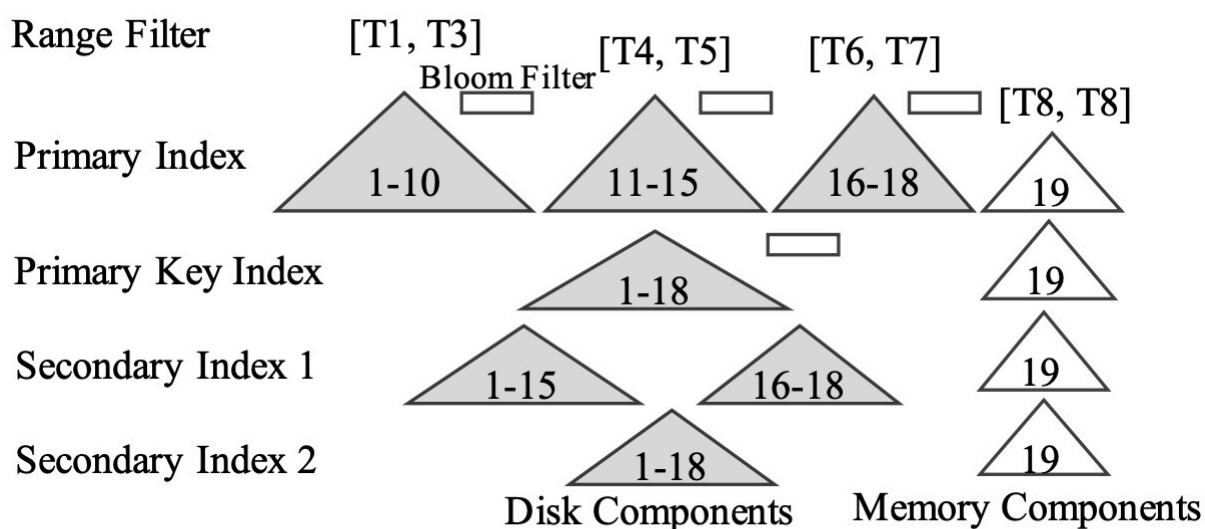 Range Filter [T1, T3] [T4, T5] [T6, T7]
Bloom Filter [T8, T8]
Primary Index 1-10 11-15 16-18 19
Primary Key Index 1-18 19
Secondary Index 1 1-15 16-18 19
Secondary Index 2 1-18 19
Disk Components Memory Components